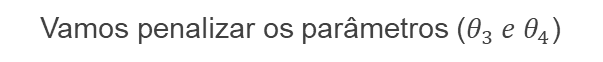 Vamos penalizar os parâmetros (θ₃ e θ₄)